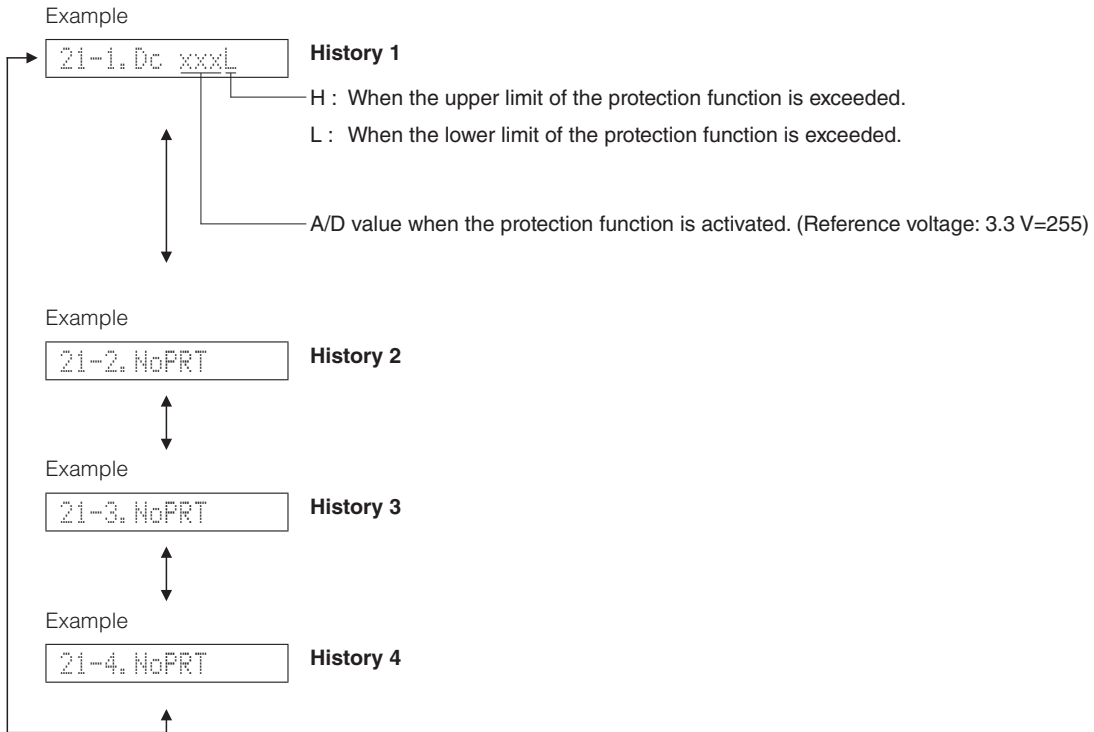 Example
21-1.Dc xxxL
History 1
H : When the upper limit of the protection function is exceeded.
L : When the lower limit of the protection function is exceeded.
A/D value when the protection function is activated. (Reference voltage: 3.3 V=255)
Example
21-2.NoPRT
History 2
Example
21-3.NoPRT
History 3
Example
21-4.NoPRT
History 4